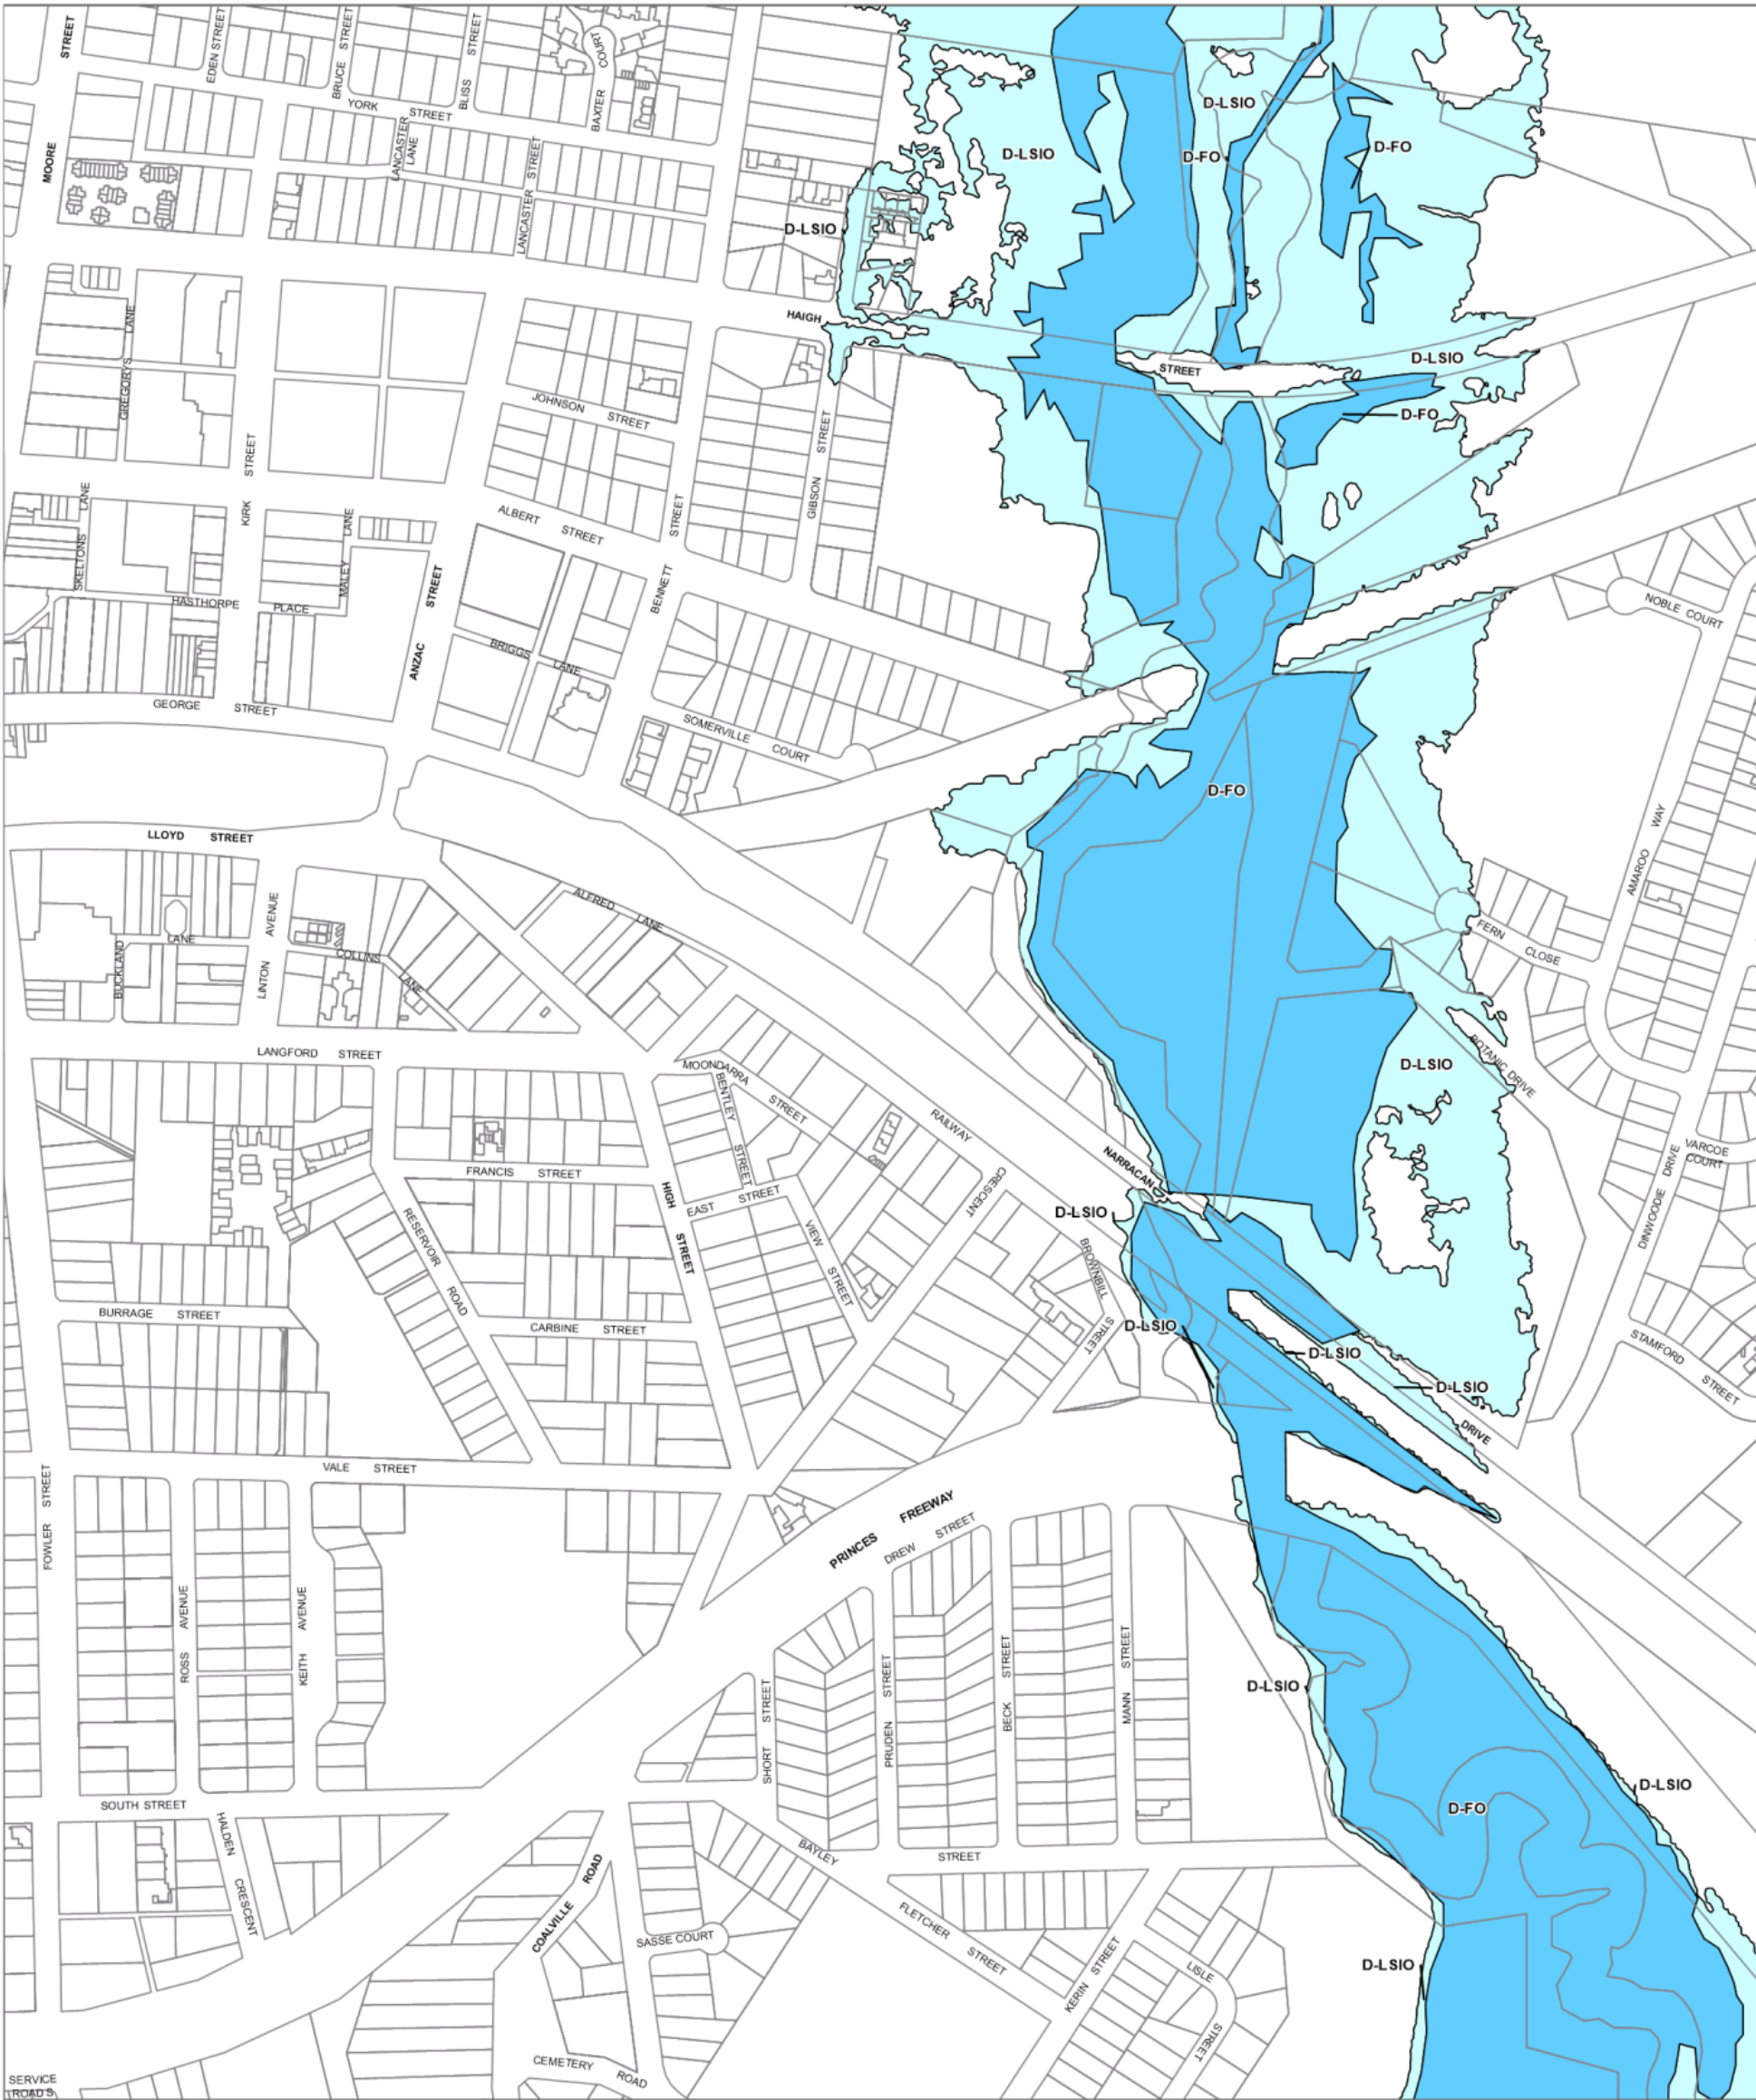 MOORE
STREET
EDEN STREET
BRUCE STREET
BLISS STREET
BAXTER COURT
YORK STREET
LANCASTER LANE
LANCASTER STREET
D-LSIO
D-LSIO
D-FO
D-FO
D-LSIO
HAIGH
STREET
D-LSIO
D-FO
GREGORYS LANE
KIRK STREET
JOHNSON STREET
GIBSON STREET
SKELTONS LANE
MALEY LANE
ALBERT STREET
BENNETT STREET
HASTHORPE PLACE
ANZAC STREET
BRIGGS LANE
NOBLE COURT
GEORGE STREET
SOMERVILLE COURT
D-FO
LLOYD STREET
AMAROO WAY
ALFRED LANE
FERN CLOSE
BUCKLAND LANE
LINTON AVENUE
COLLINS LANE
LANGFORD STREET
MOONDARRA STREET
BENTLEY STREET
D-LSIO
BOTANIC DRIVE
RAILWAY CRESCENT
NARRACAN
DRIVE
VARCOE COURT
DINWOODIE DRIVE
FRANCIS STREET
HIGH STREET
EAST STREET
VIEW STREET
RESERVOIR ROAD
D-LSIO
BROWNBILL STREET
BURRAGE STREET
CARBINE STREET
D-LSIO
D-LSIO
D-LSIO
STAMFORD STREET
VALE STREET
FOWLER STREET
PRINCES FREEWAY
DREW STREET
ROSS AVENUE
KEITH AVENUE
SHORT STREET
PRUDEN STREET
BECK STREET
MANN STREET
D-LSIO
D-LSIO
D-FO
SOUTH STREET
HALDEN CRESCENT
BAYLEY STREET
COALVILLE ROAD
SASSE COURT
FLETCHER STREET
KERIN STREET
LISLE STREET
D-LSIO
CEMETERY ROAD
SERVICE
ROADS